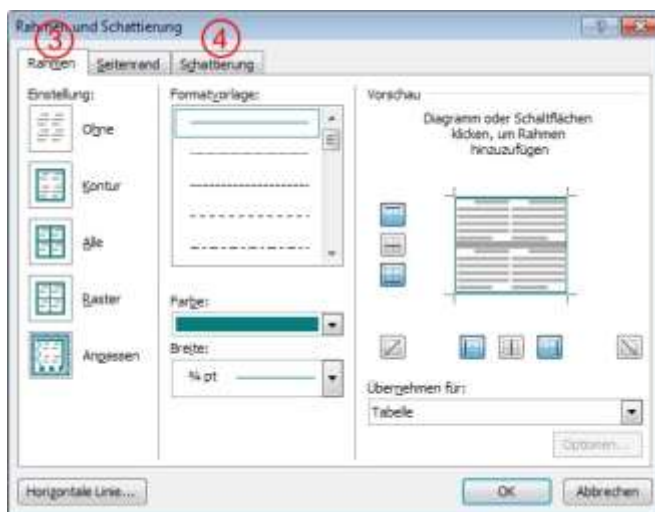 Rahmen und Schattierung
③ ④
Rahmen Seitenrand Schattierung
Einstellung:
Ohne
Kontur
Alle
Raster
Anpassen
Formatvorlage:
Farbe:
Breite:
¾ pt
Vorschau
Diagramm oder Schaltflächen
klicken, um Rahmen
hinzuzufügen
Übernehmen für:
Tabelle
Optionen...
Horizontale Linie...
OK Abbrechen